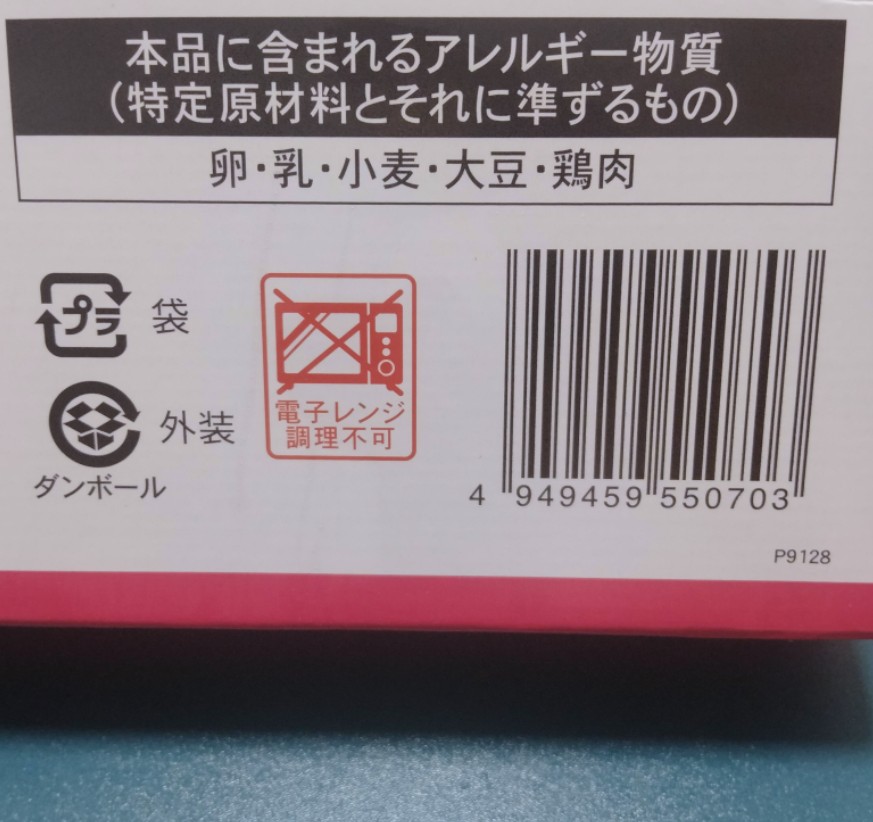 本品に含まれるアレルギー物質
（特定原材料とそれに準ずるもの）
卵・乳・小麦・大豆・鶏肉
プラ 袋
外装
ダンボール
電子レンジ
調理不可
4 949459 550703
P9128